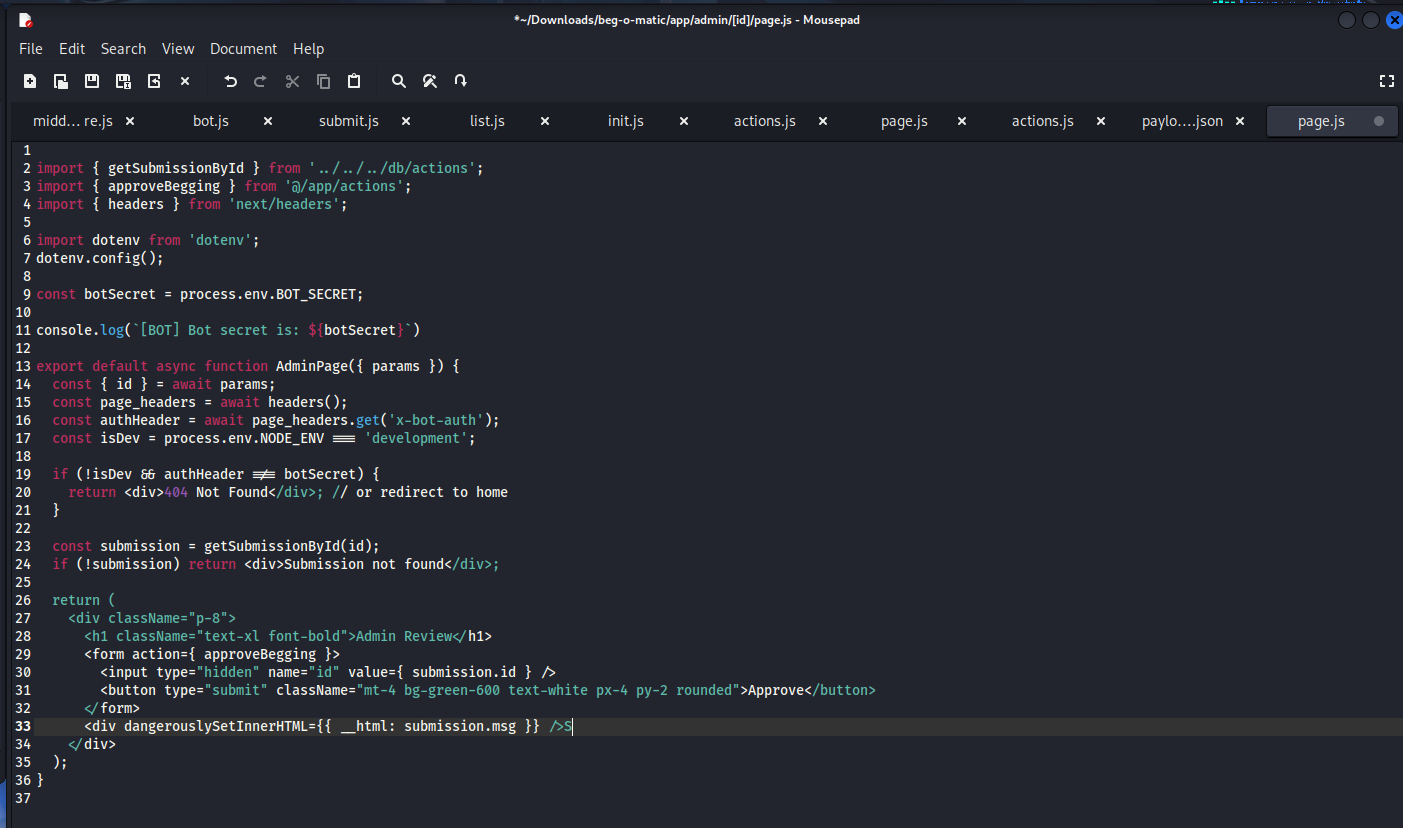 *~/Downloads/beg-o-matic/app/admin/[id]/page.js - Mousepad
File Edit Search View Document Help
midd... re.js bot.js submit.js list.js init.js actions.js page.js actions.js paylo....json page.js
1
2 import { getSubmissionById } from '../../../db/actions';
3 import { approveBegging } from '@/app/actions';
4 import { headers } from 'next/headers';
5
6 import dotenv from 'dotenv';
7 dotenv.config();
8
9 const botSecret = process.env.BOT_SECRET;
10
11 console.log(`[BOT] Bot secret is: ${botSecret}`)
12
13 export default async function AdminPage({ params }) {
14   const { id } = await params;
15   const page_headers = await headers();
16   const authHeader = await page_headers.get('x-bot-auth');
17   const isDev = process.env.NODE_ENV === 'development';
18
19   if (!isDev && authHeader !== botSecret) {
20     return <div>404 Not Found</div>; // or redirect to home
21   }
22
23   const submission = getSubmissionById(id);
24   if (!submission) return <div>Submission not found</div>;
25
26   return (
27     <div className="p-8">
28       <h1 className="text-xl font-bold">Admin Review</h1>
29       <form action={ approveBegging }>
30         <input type="hidden" name="id" value={ submission.id } />
31         <button type="submit" className="mt-4 bg-green-600 text-white px-4 py-2 rounded">Approve</button>
32       </form>
33       <div dangerouslySetInnerHTML={{ __html: submission.msg }} />S
34     </div>
35   );
36 }
37